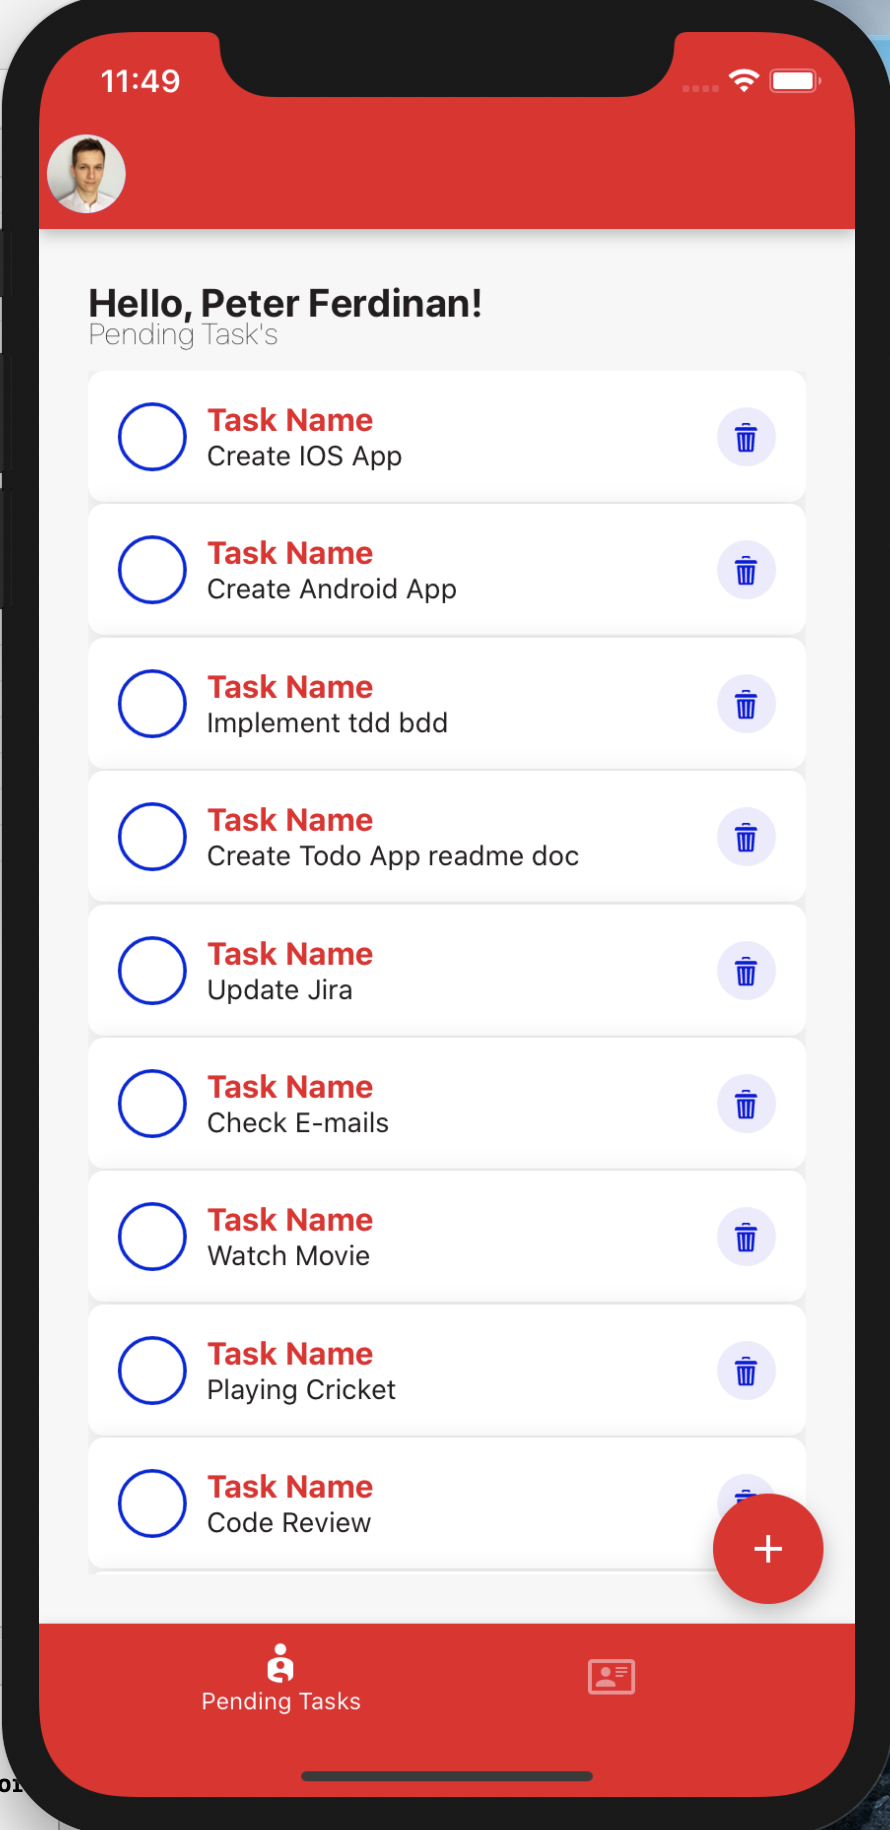 11:49
Hello, Peter Ferdinan!
Pending Task's
Task Name
Create IOS App
Task Name
Create Android App
Task Name
Implement tdd bdd
Task Name
Create Todo App readme doc
Task Name
Update Jira
Task Name
Check E-mails
Task Name
Watch Movie
Task Name
Playing Cricket
Task Name
Code Review
Pending Tasks